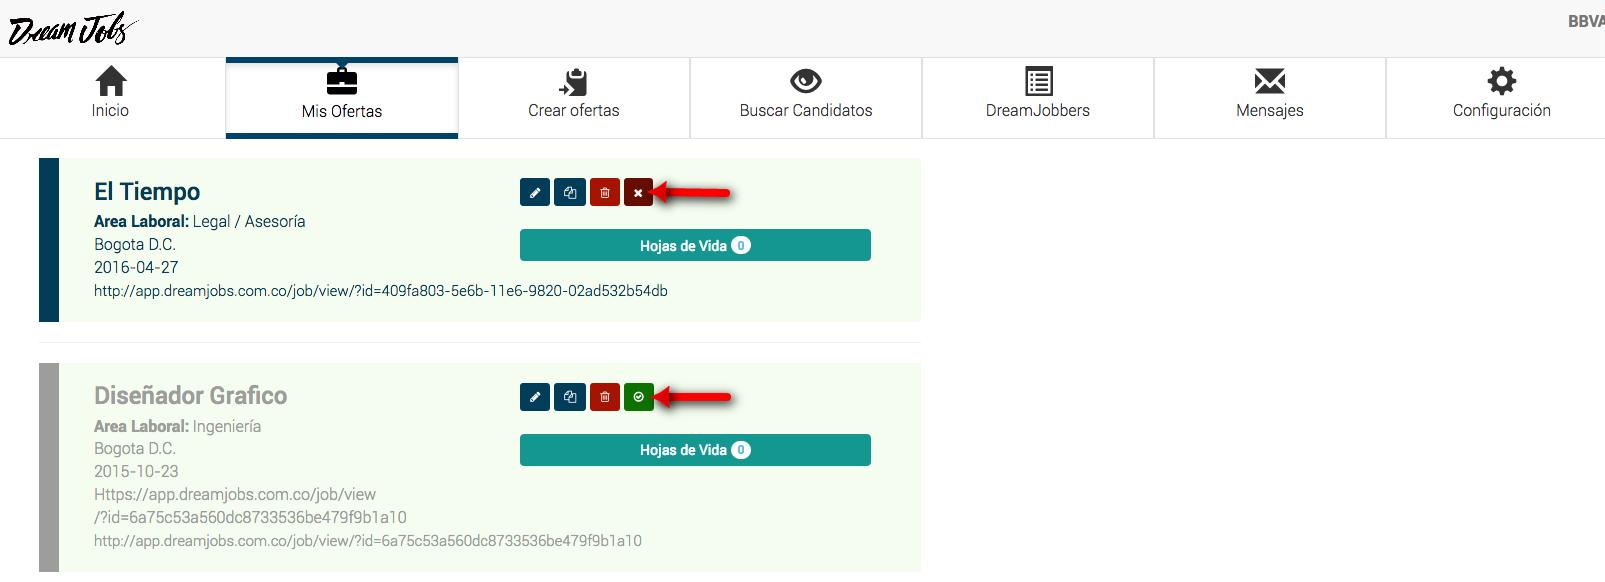 Dream Jobs
BBVA
Inicio
Mis Ofertas
Crear ofertas
Buscar Candidatos
DreamJobbers
Mensajes
Configuración
El Tiempo
Area Laboral: Legal / Asesoría
Bogota D.C.
2016-04-27
http://app.dreamjobs.com.co/job/view/?id=409fa803-5e6b-11e6-9820-02ad532b54db
Hojas de Vida 0
Diseñador Grafico
Area Laboral: Ingeniería
Bogota D.C.
2015-10-23
Https://app.dreamjobs.com.co/job/view
/?id=6a75c53a560dc8733536be479f9b1a10
http://app.dreamjobs.com.co/job/view/?id=6a75c53a560dc8733536be479f9b1a10
Hojas de Vida 0